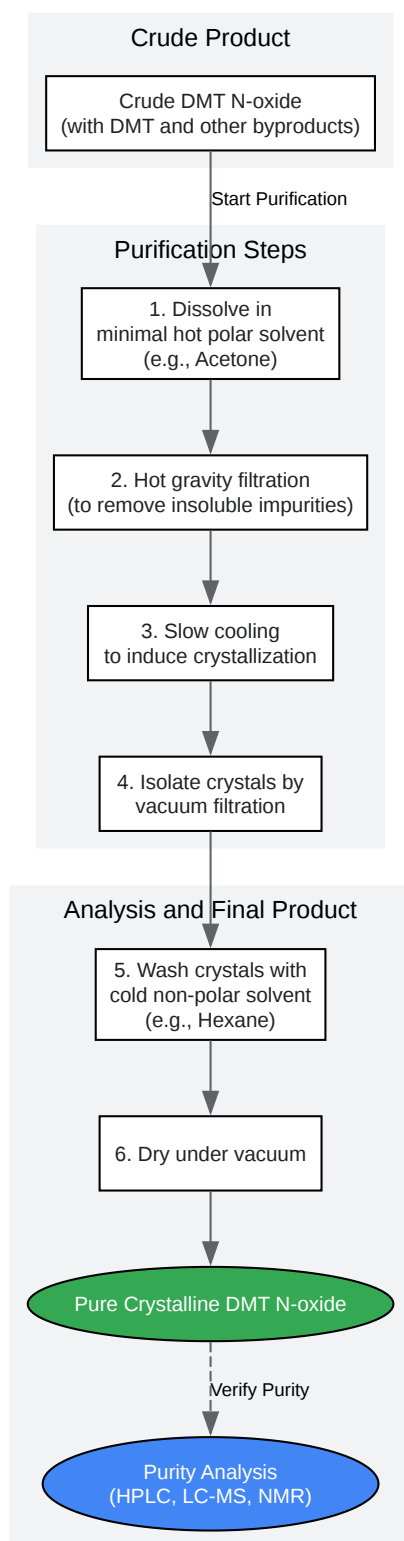 Crude Product
Crude DMT N-oxide
(with DMT and other byproducts)
Start Purification
Purification Steps
1. Dissolve in
minimal hot polar solvent
(e.g., Acetone)
2. Hot gravity filtration
(to remove insoluble impurities)
3. Slow cooling
to induce crystallization
4. Isolate crystals by
vacuum filtration
Analysis and Final Product
5. Wash crystals with
cold non-polar solvent
(e.g., Hexane)
6. Dry under vacuum
Pure Crystalline DMT N-oxide
Verify Purity
Purity Analysis
(HPLC, LC-MS, NMR)